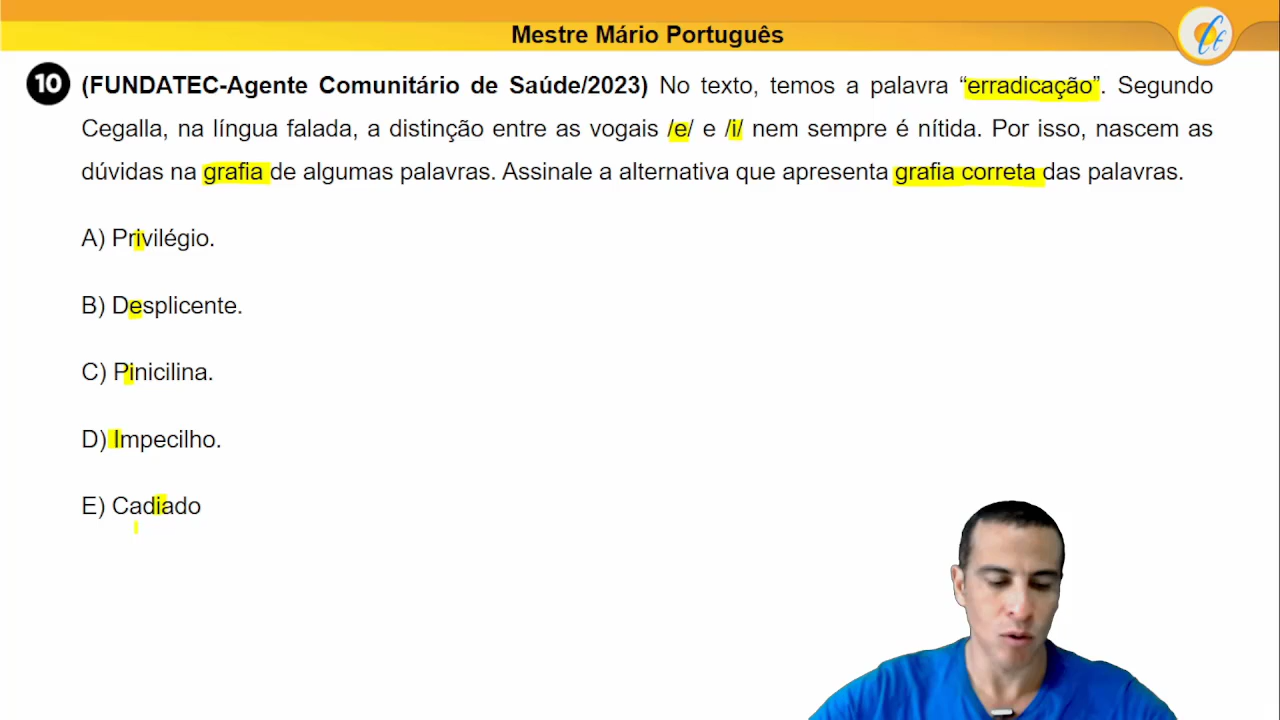 Mestre Mário Português
10 (FUNDATEC-Agente Comunitário de Saúde/2023) No texto, temos a palavra “erradicação”. Segundo
Cegalla, na língua falada, a distinção entre as vogais /e/ e /i/ nem sempre é nítida. Por isso, nascem as
dúvidas na grafia de algumas palavras. Assinale a alternativa que apresenta grafia correta das palavras.
A) Privilégio.
B) Desplicente.
C) Pinicilina.
D) Impecilho.
E) Cadiado